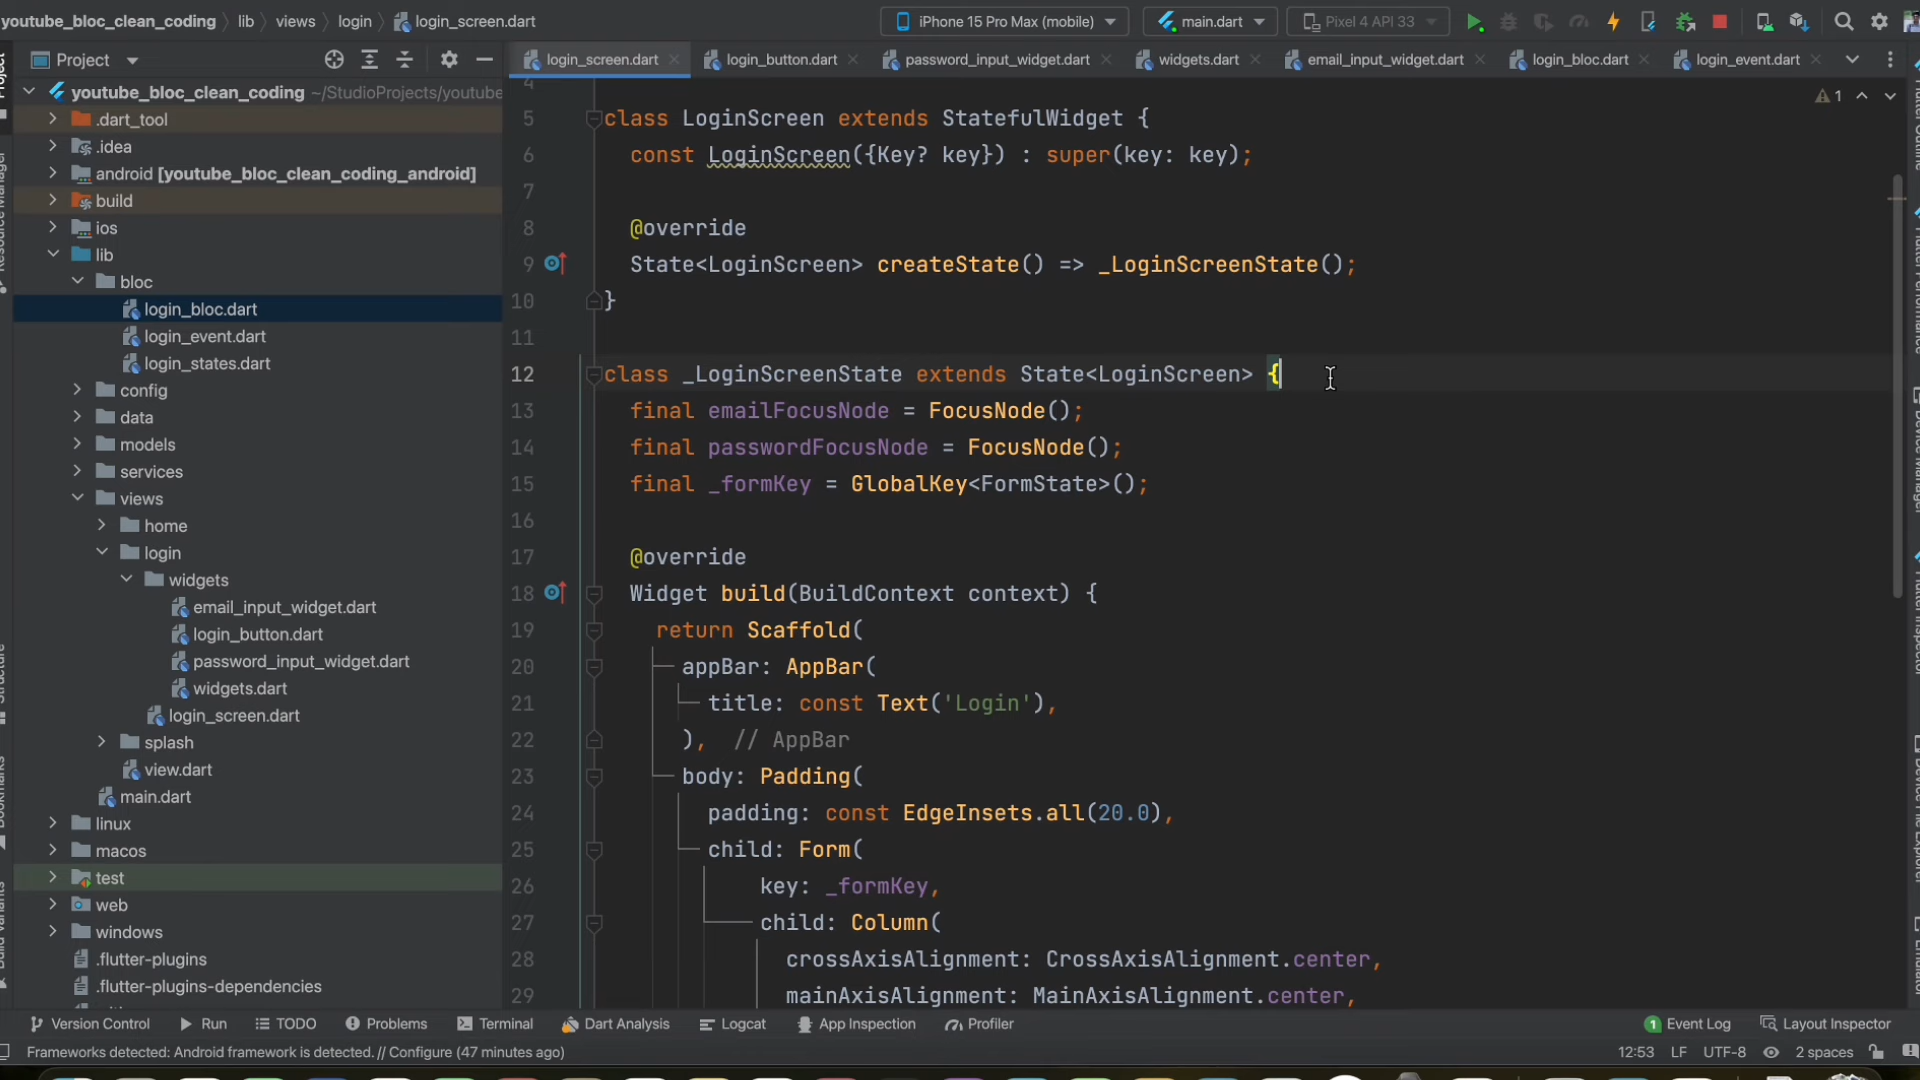 youtube_bloc_clean_coding lib views login login_screen.dart iPhone 15 Pro Max (mobile) main.dart Pixel 4 API 33
Project login_screen.dart login_button.dart password_input_widget.dart widgets.dart email_input_widget.dart login_bloc.dart login_event.dart
youtube_bloc_clean_coding ~/StudioProjects/youtube
.dart_tool
.idea
android [youtube_bloc_clean_coding_android]
build
ios
lib
bloc
login_bloc.dart
login_event.dart
login_states.dart
config
data
models
services
views
home
login
widgets
email_input_widget.dart
login_button.dart
password_input_widget.dart
widgets.dart
login_screen.dart
splash
view.dart
main.dart
linux
macos
test
web
windows
.flutter-plugins
.flutter-plugins-dependencies
1
4
5 class LoginScreen extends StatefulWidget {
6 const LoginScreen({Key? key}) : super(key: key);
7
8 @override
9 State<LoginScreen> createState() => _LoginScreenState();
10 }
11
12 class _LoginScreenState extends State<LoginScreen> {
13 final emailFocusNode = FocusNode();
14 final passwordFocusNode = FocusNode();
15 final _formKey = GlobalKey<FormState>();
16
17 @override
18 Widget build(BuildContext context) {
19 return Scaffold(
20 appBar: AppBar(
21 title: const Text('Login'),
22 ), // AppBar
23 body: Padding(
24 padding: const EdgeInsets.all(20.0),
25 child: Form(
26 key: _formKey,
27 child: Column(
28 crossAxisAlignment: CrossAxisAlignment.center,
29 mainAxisAlignment: MainAxisAlignment.center,
Version Control Run TODO Problems Terminal Dart Analysis Logcat App Inspection Profiler 1 Event Log Layout Inspector
Frameworks detected: Android framework is detected. // Configure (47 minutes ago) 12:53 LF UTF-8 2 spaces